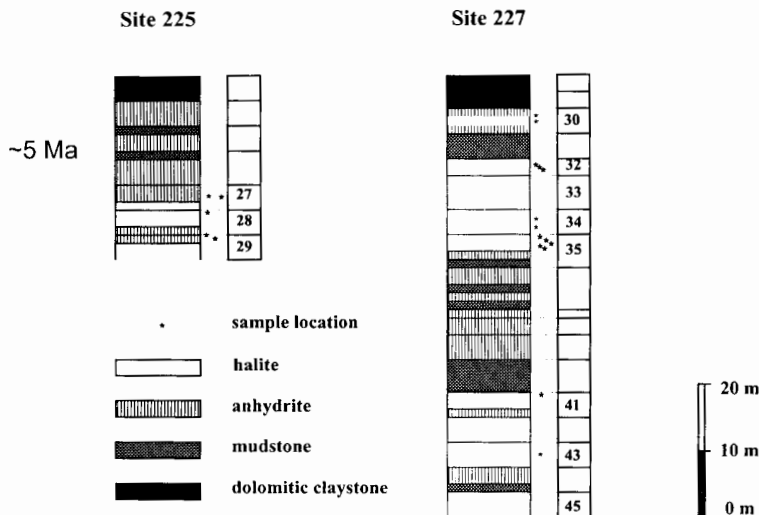 Site 225
Site 227
~5 Ma
27
28
29
30
32
33
34
35
41
43
45
* sample location
halite
anhydrite
mudstone
dolomitic claystone
20 m
10 m
0 m